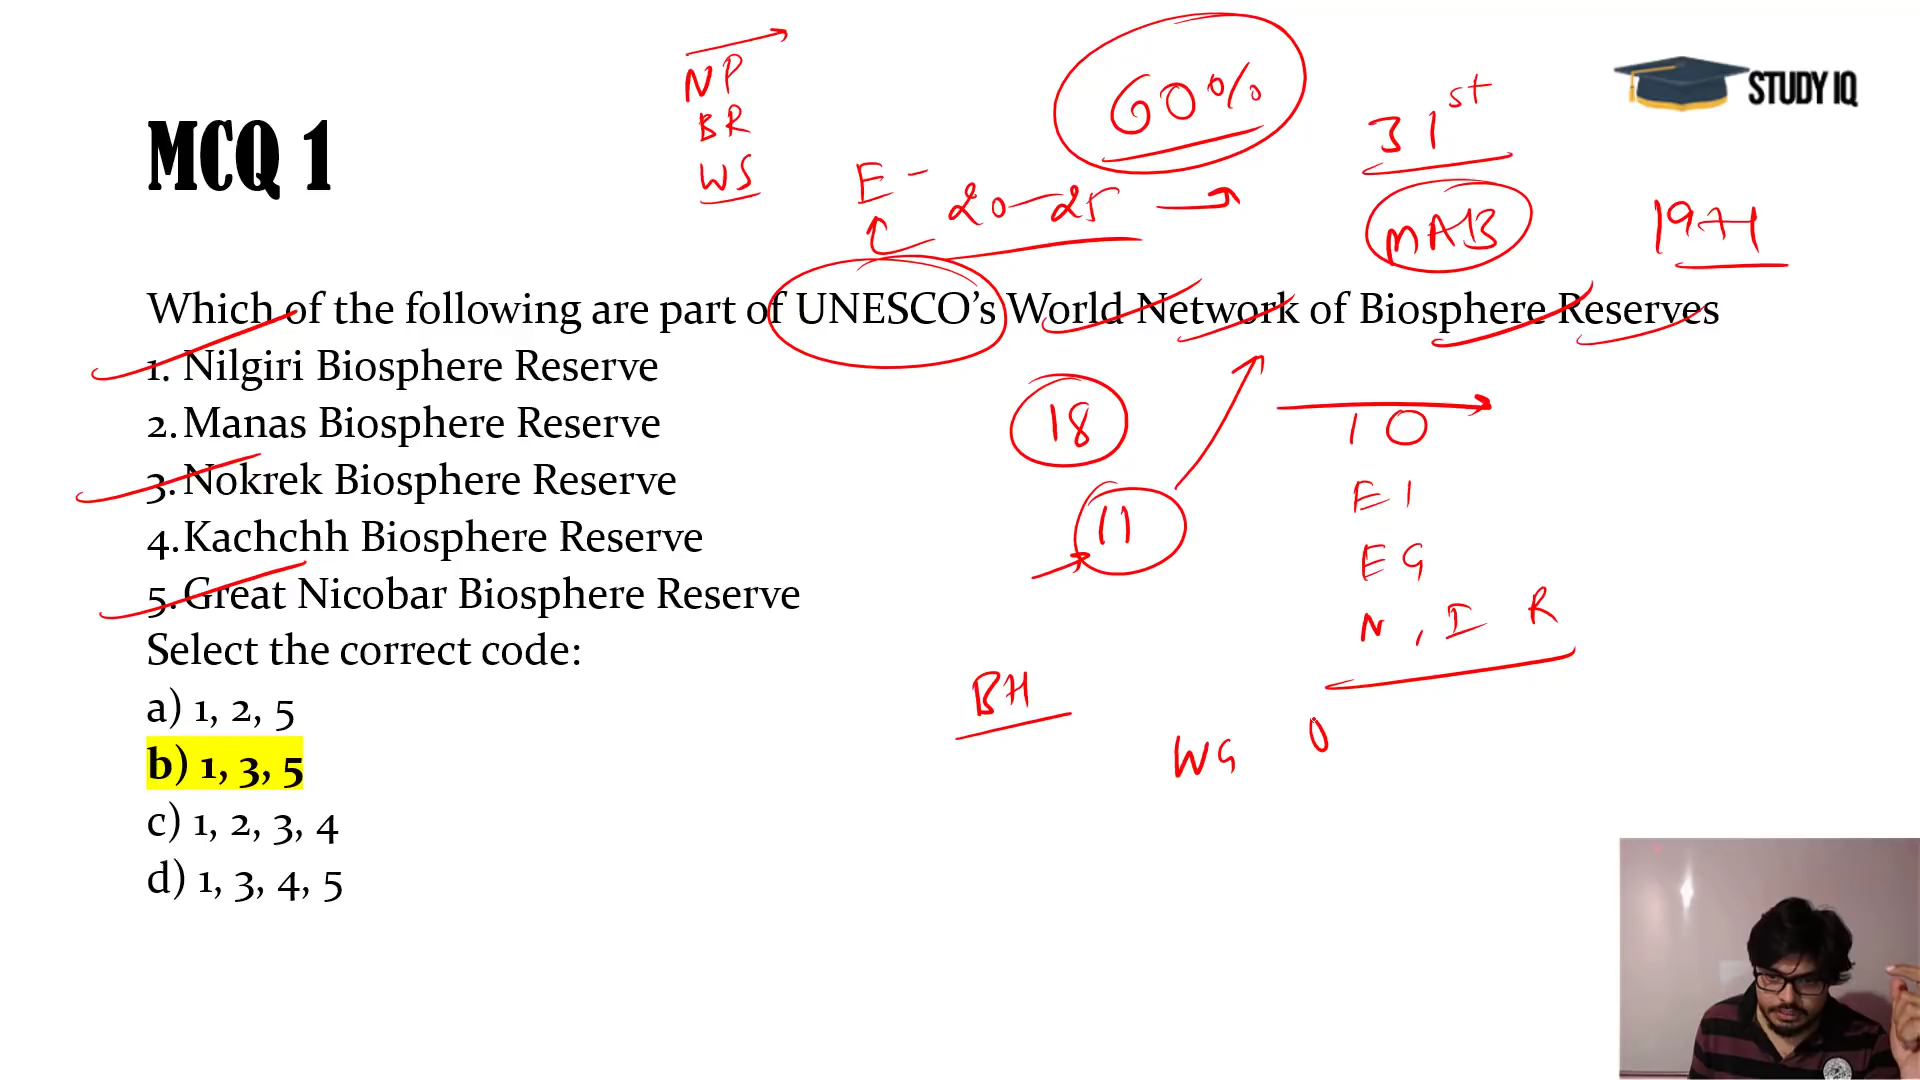 NP
BR
WS
60%
31st
STUDY IQ
MCQ 1
E - 20-25
MAB
1971
Which of the following are part of UNESCO's World Network of Biosphere Reserves
1. Nilgiri Biosphere Reserve
2. Manas Biosphere Reserve
3. Nokrek Biosphere Reserve
4. Kachchh Biosphere Reserve
5. Great Nicobar Biosphere Reserve
Select the correct code:
a) 1, 2, 5
b) 1, 3, 5
c) 1, 2, 3, 4
d) 1, 3, 4, 5
18
11
10
E I
E G
N , I R
BH
WG 0